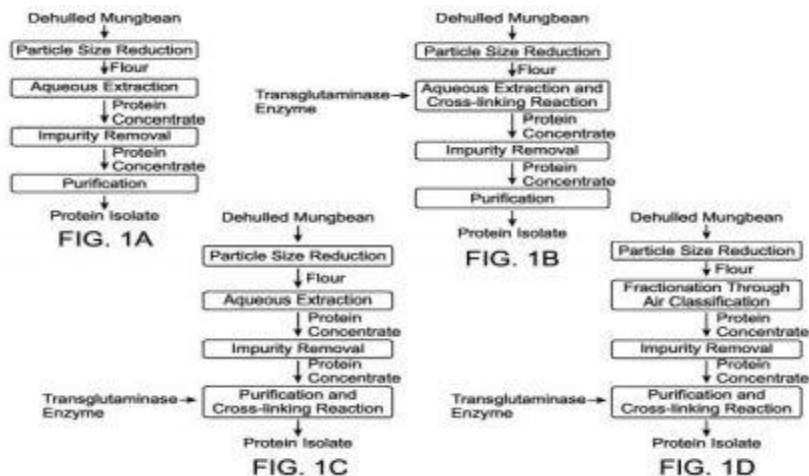 Dehulled Mungbean
Particle Size Reduction
Flour
Aqueous Extraction
Protein
Concentrate
Impurity Removal
Protein
Concentrate
Purification
Protein Isolate
FIG. 1A
Dehulled Mungbean
Particle Size Reduction
Flour
Transglutaminase
Enzyme
Aqueous Extraction and
Cross-linking Reaction
Protein
Concentrate
Impurity Removal
Protein
Concentrate
Purification
Protein Isolate
FIG. 1B
Dehulled Mungbean
Particle Size Reduction
Flour
Aqueous Extraction
Protein
Concentrate
Impurity Removal
Protein
Concentrate
Transglutaminase
Enzyme
Purification and
Cross-linking Reaction
Protein Isolate
FIG. 1C
Dehulled Mungbean
Particle Size Reduction
Flour
Fractionation Through
Air Classification
Protein
Concentrate
Impurity Removal
Protein
Concentrate
Transglutaminase
Enzyme
Purification and
Cross-linking Reaction
Protein Isolate
FIG. 1D